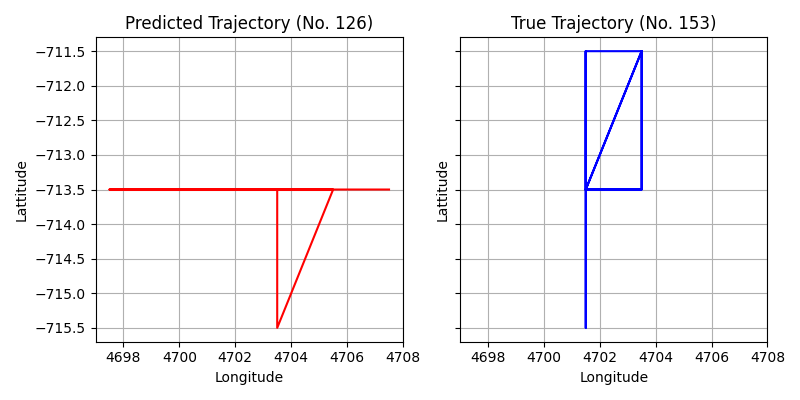 Predicted Trajectory (No. 126)
True Trajectory (No. 153)
−711.5
−712.0
−712.5
−713.0
−713.5
−714.0
−714.5
−715.0
−715.5
Lattitude
Lattitude
4698 4700 4702 4704 4706 4708
4698 4700 4702 4704 4706 4708
Longitude
Longitude